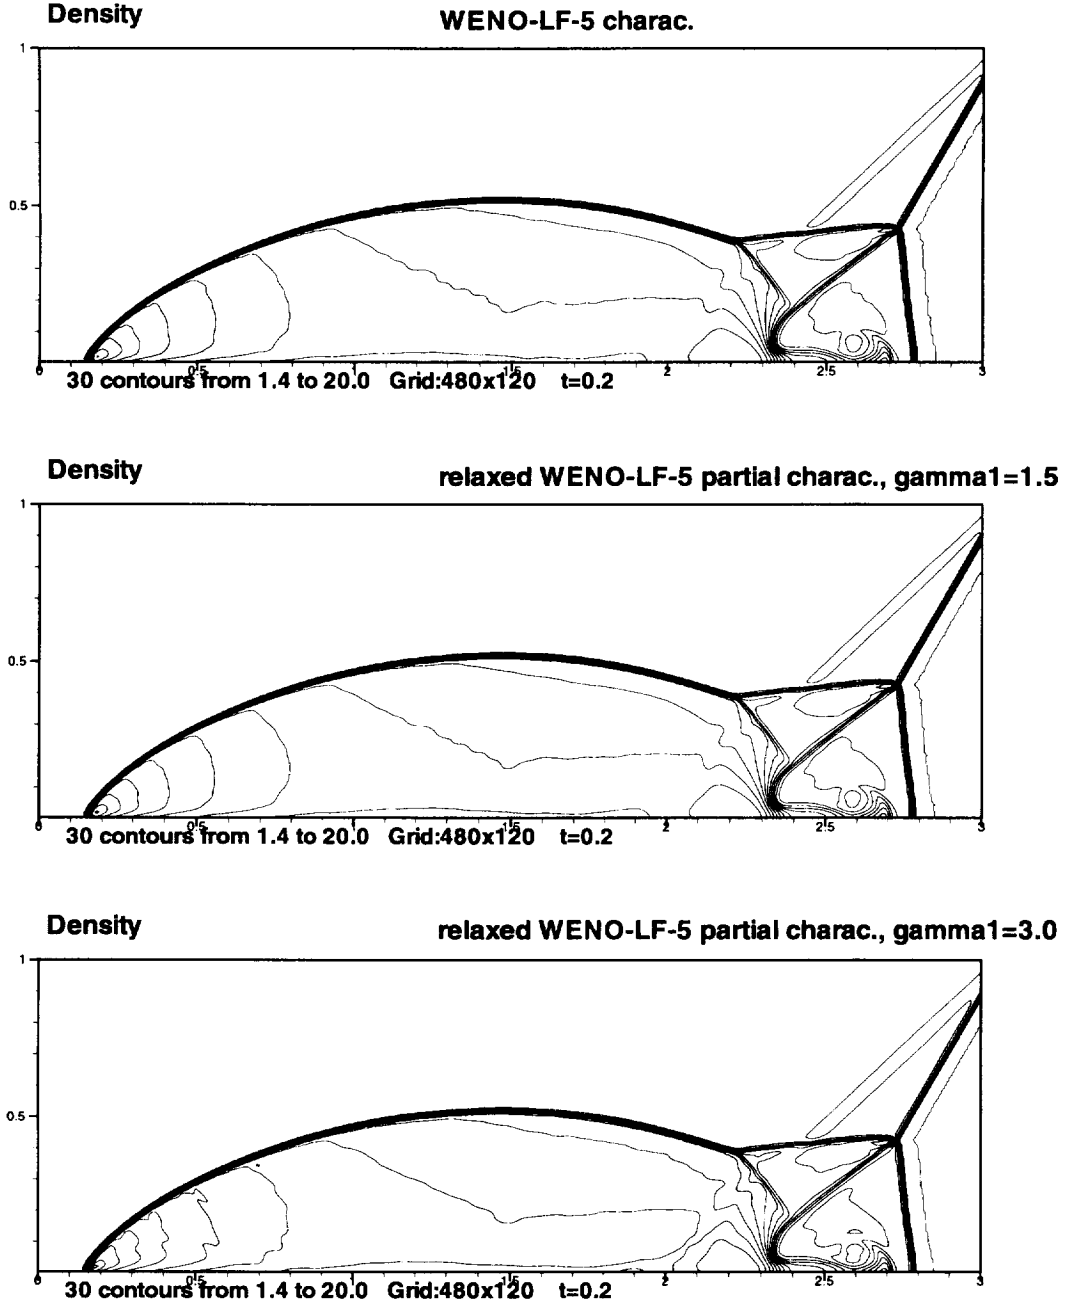 Density
WENO-LF-5 charac.
1
0.5
0 0.5 1 1.5 2 2.5 3
30 contours from 1.4 to 20.0 Grid:480x120 t=0.2
Density
relaxed WENO-LF-5 partial charac., gamma1=1.5
1
0.5
0 0.5 1 1.5 2 2.5 3
30 contours from 1.4 to 20.0 Grid:480x120 t=0.2
Density
relaxed WENO-LF-5 partial charac., gamma1=3.0
1
0.5
0 0.5 1 1.5 2 2.5 3
30 contours from 1.4 to 20.0 Grid:480x120 t=0.2